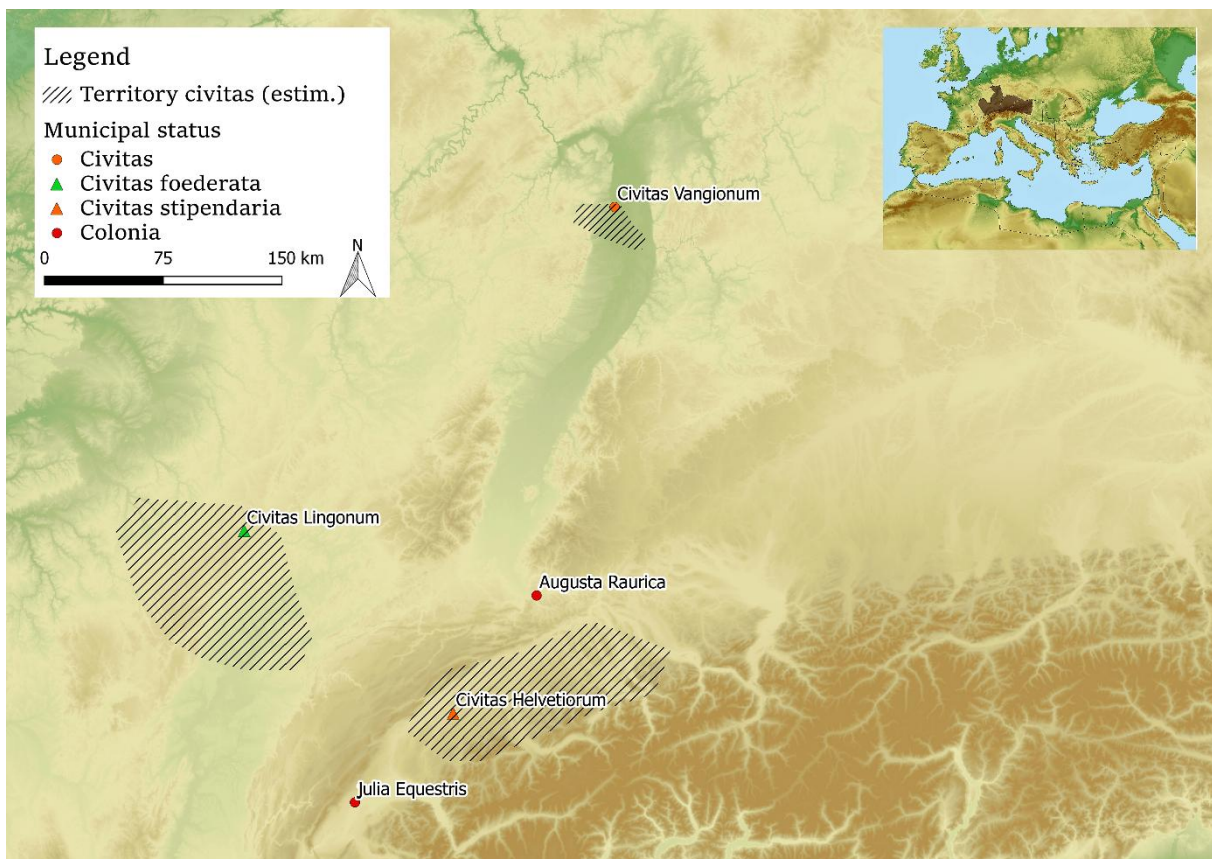 Legend
Territory civitas (estim.)
Municipal status
Civitas
Civitas foederata
Civitas stipendaria
Colonia
0 75 150 km
N
Civitas Vangionum
Civitas Lingonum
Augusta Raurica
Civitas Helvetiorum
Julia Equestris